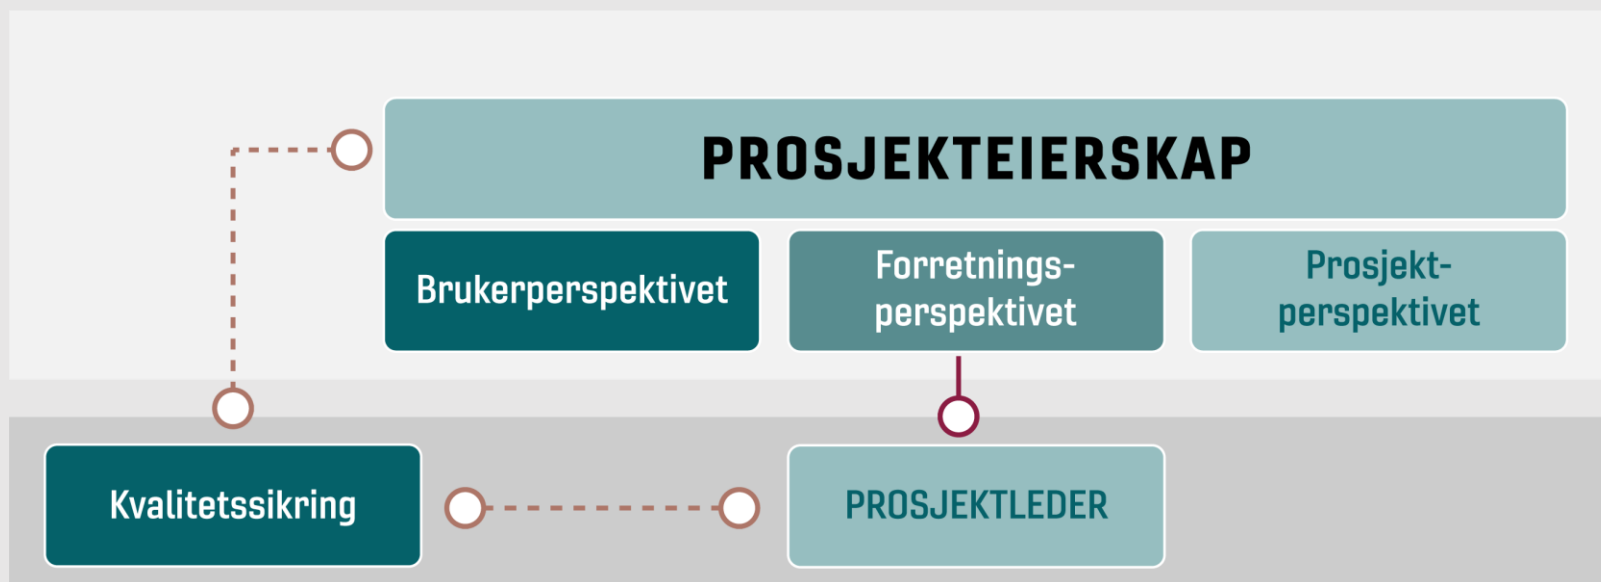 PROSJEKTEIERSKAP
Brukerperspektivet
Forretnings-
perspektivet
Prosjekt-
perspektivet
Kvalitetssikring
PROSJEKTLEDER